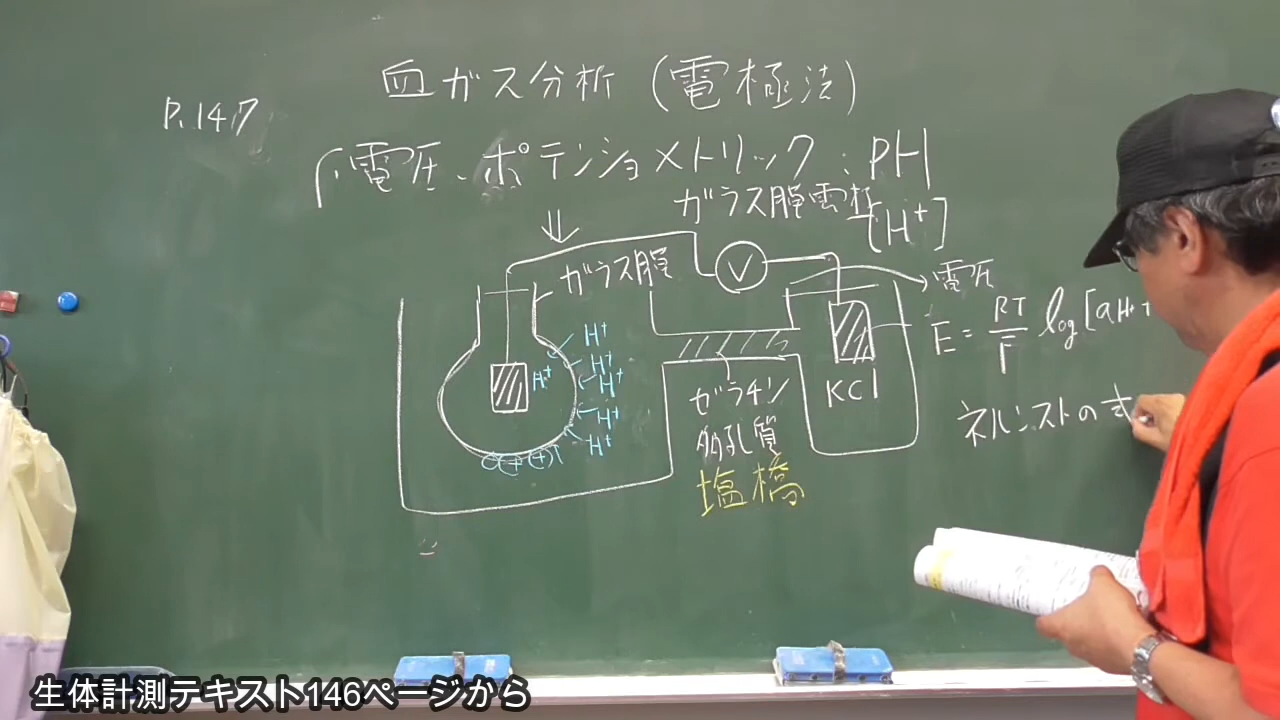 血ガス分析 (電極法)
P.147
・電圧、ポテンショメトリック:PH
ガラス膜電極
[H⁺]
ガラス膜
V
電圧
H⁺
H⁺
H⁺
H⁺
H⁺
H⁺
E = RT/F log[aH⁺
KCl
ゼラチン
多孔質
塩橋
ネルンストの式
生体計測テキスト146ページから